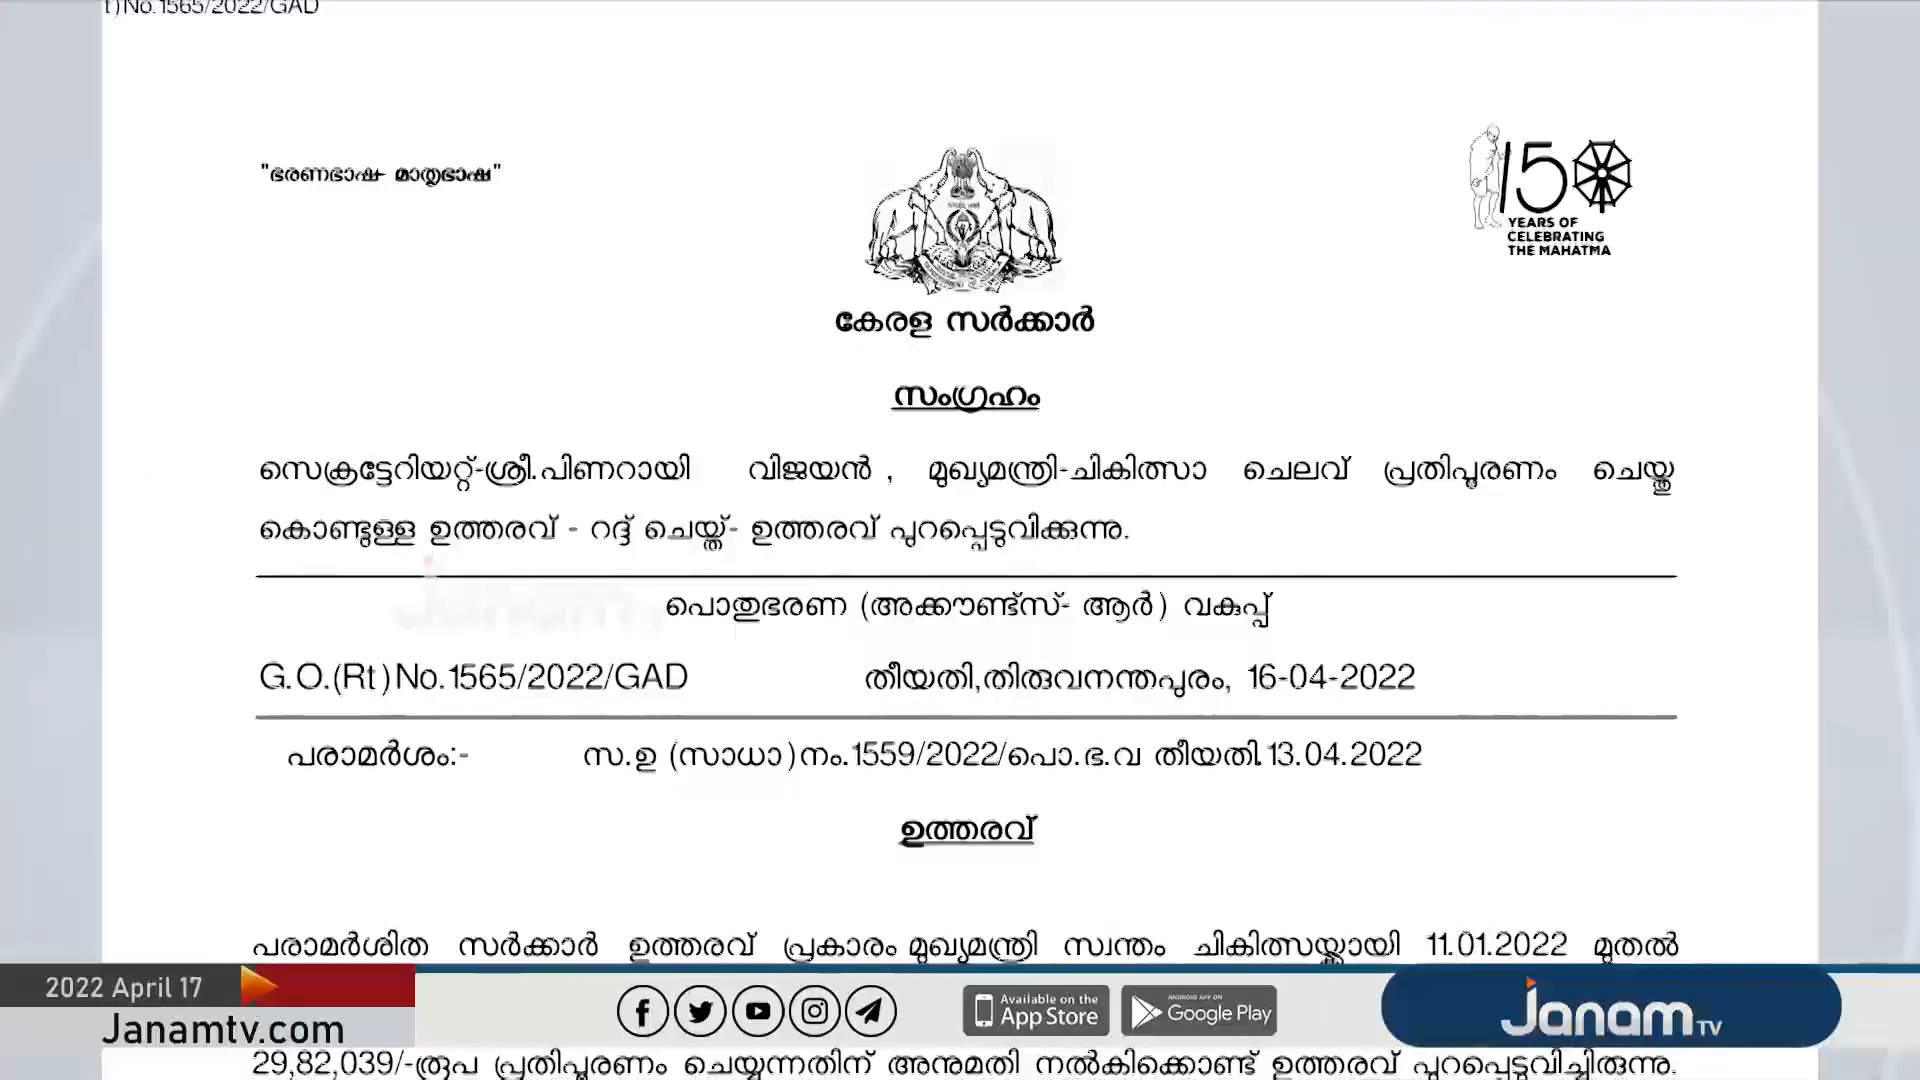 t)No.1565/2022/GAD
"ഭരണഭാഷ- മാതൃഭാഷ"
150
YEARS OF
CELEBRATING
THE MAHATMA
കേരള സർക്കാർ
സംഗ്രഹം
സെക്രട്ടേറിയറ്റ്-ശ്രീ.പിണറായി വിജയൻ , മുഖ്യമന്ത്രി-ചികിത്സാ ചെലവ് പ്രതിപൂരണം ചെയ്തു
കൊണ്ടുള്ള ഉത്തരവ് - റദ്ദ് ചെയ്ത്- ഉത്തരവ് പുറപ്പെടുവിക്കുന്നു.
പൊതുഭരണ (അക്കൗണ്ട്സ്- ആർ) വകുപ്പ്
G.O.(Rt)No.1565/2022/GAD തീയതി,തിരുവനന്തപുരം, 16-04-2022
പരാമർശം:- സ.ഉ (സാധാ)നം.1559/2022/പൊ.ഭ.വ തീയതി.13.04.2022
ഉത്തരവ്
പരാമർശിത സർക്കാർ ഉത്തരവ് പ്രകാരം മുഖ്യമന്ത്രി സ്വന്തം ചികിത്സയ്ക്കായി 11.01.2022 മുതൽ
2022 April 17
Janamtv.com
Available on the
App Store
ANDROID APP ON
Google Play
Janam TV
29,82,039/-രൂപ പ്രതിപൂരണം ചെയ്യുന്നതിന് അനുമതി നൽകിക്കൊണ്ട് ഉത്തരവ് പുറപ്പെടുവിച്ചിരുന്നു.